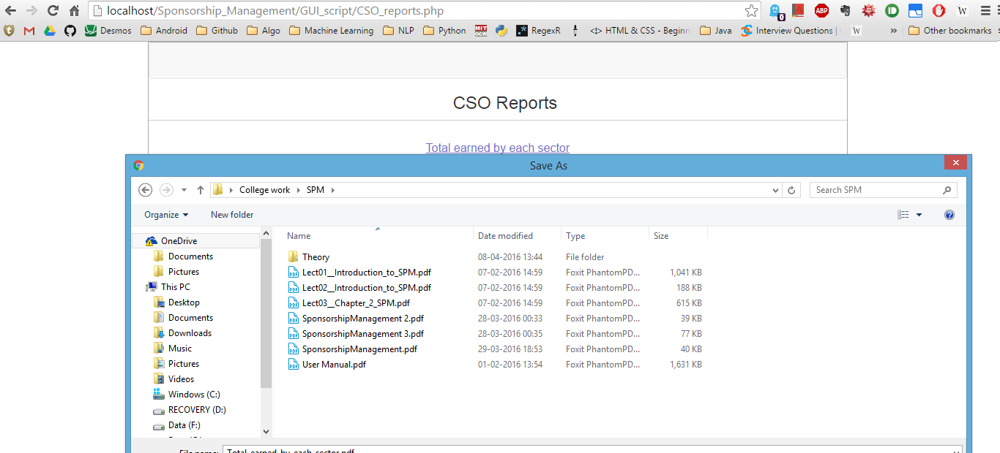 localhost/Sponsorship_Management/GUI_script/CSO_reports.php
0 ABP W
Desmos Android Github Algo Machine Learning NLP Python MIT OCW RegexR <> HTML & CSS - Beginn Java Interview Questions | W » Other bookmarks
CSO Reports
Total earned by each sector
Save As
College work SPM Search SPM
Organize New folder
Name Date modified Type Size
OneDrive
Documents
Pictures
This PC
Desktop
Documents
Downloads
Music
Pictures
Videos
Windows (C:)
RECOVERY (D:)
Data (F:)
Theory 08-04-2016 13:44 File folder
Lect01__Introduction_to_SPM.pdf 07-02-2016 14:59 Foxit PhantomPD... 1,041 KB
Lect02__Introduction_to_SPM.pdf 07-02-2016 14:59 Foxit PhantomPD... 188 KB
Lect03__Chapter_2_SPM.pdf 07-02-2016 14:59 Foxit PhantomPD... 615 KB
SponsorshipManagement 2.pdf 28-03-2016 00:33 Foxit PhantomPD... 39 KB
SponsorshipManagement 3.pdf 28-03-2016 00:35 Foxit PhantomPD... 77 KB
SponsorshipManagement.pdf 29-03-2016 18:53 Foxit PhantomPD... 40 KB
User Manual.pdf 01-02-2016 13:54 Foxit PhantomPD... 1,631 KB
File name: Total_earned_by_each_sector.pdf